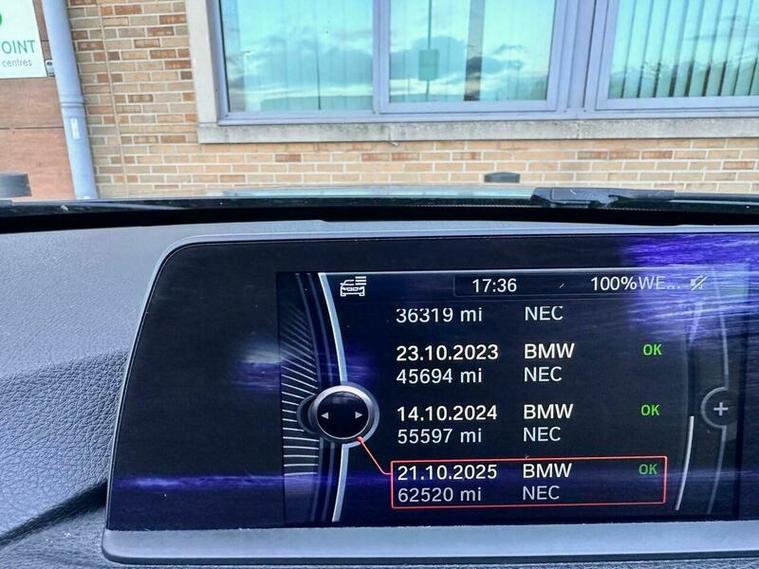 OINT
centres
17:36
100%WE...
36319 mi NEC
23.10.2023 BMW OK
45694 mi NEC
14.10.2024 BMW OK
55597 mi NEC
21.10.2025 BMW OK
62520 mi NEC